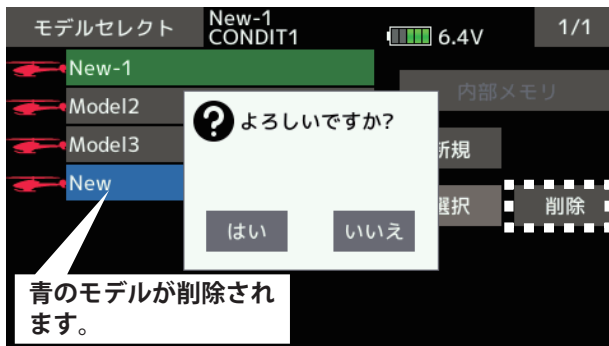 モデルセレクト
New-1
CONDIT1
6.4V
1/1
New-1
Model2
Model3
New
内部メモリ
新規
選択
削除
よろしいですか?
はい
いいえ
青のモデルが削除され
ます。